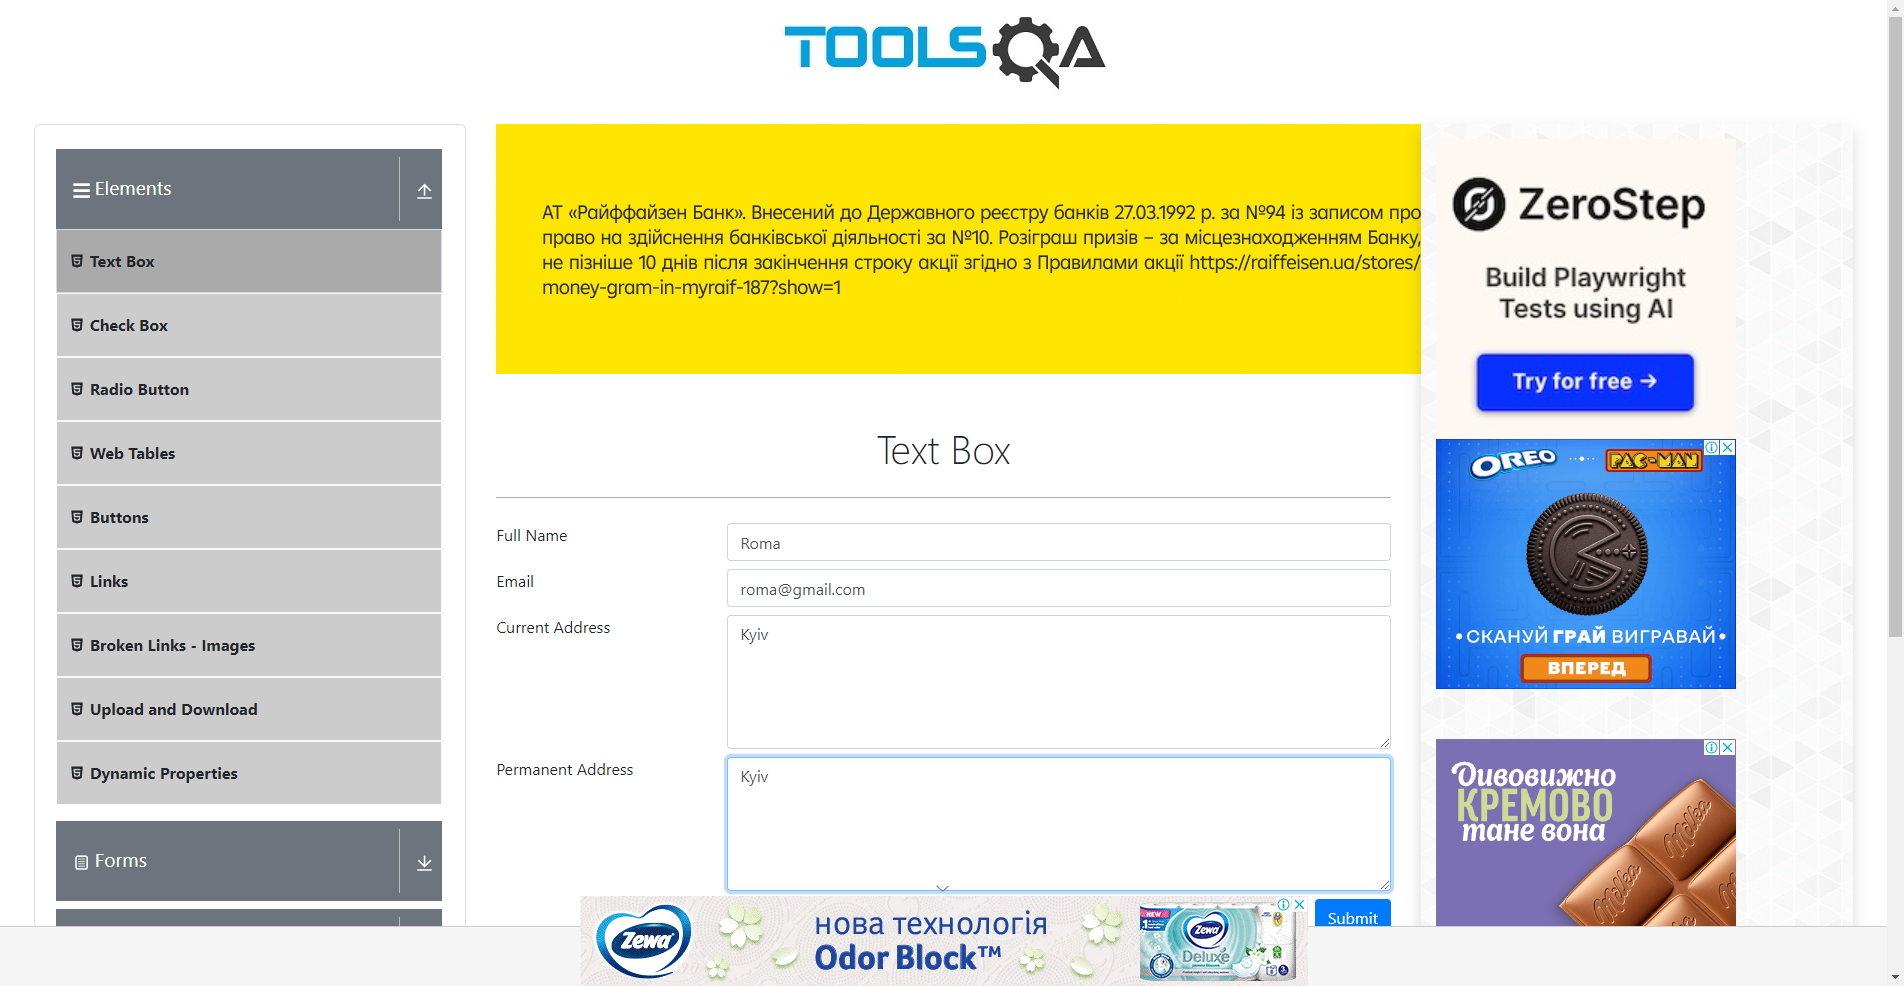 TOOLSQA
Elements
Text Box
Check Box
Radio Button
Web Tables
Buttons
Links
Broken Links - Images
Upload and Download
Dynamic Properties
Forms
АТ «Райффайзен Банк». Внесений до Державного реєстру банків 27.03.1992 р. за №94 із записом про
право на здійснення банківської діяльності за №10. Розіграш призів – за місцезнаходженням Банку,
не пізніше 10 днів після закінчення строку акції згідно з Правилами акції https://raiffeisen.ua/stores/
money-gram-in-myraif-187?show=1
Text Box
Full Name
Roma
Email
roma@gmail.com
Current Address
Kyiv
Permanent Address
Kyiv
Submit
ZeroStep
Build Playwright
Tests using AI
Try for free →
OREO
PAC-MAN
•СКАНУЙ ГРАЙ ВИГРАВАЙ•
ВПЕРЕД
Дивовижно
КРЕМОВО
тане вона
Milka
Milka
Zewa
нова технологія
Odor Block™
NEW
Zewa
Deluxe